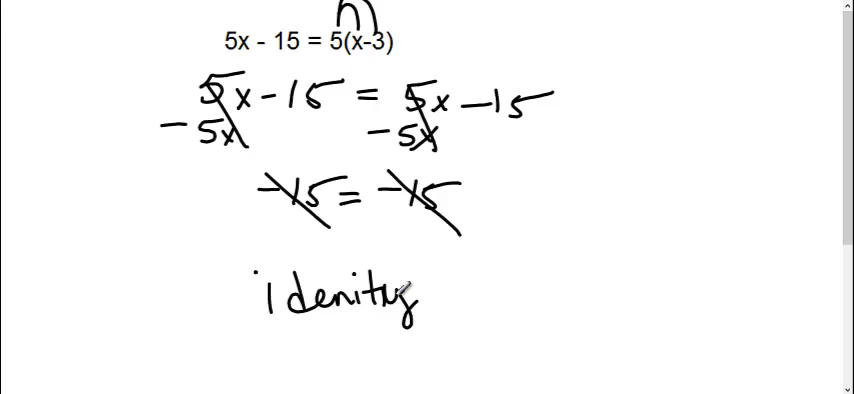 5x - 15 = 5(x-3)
5x - 15 = 5x - 15
- 5x - 5x
-15 = -15
idenity